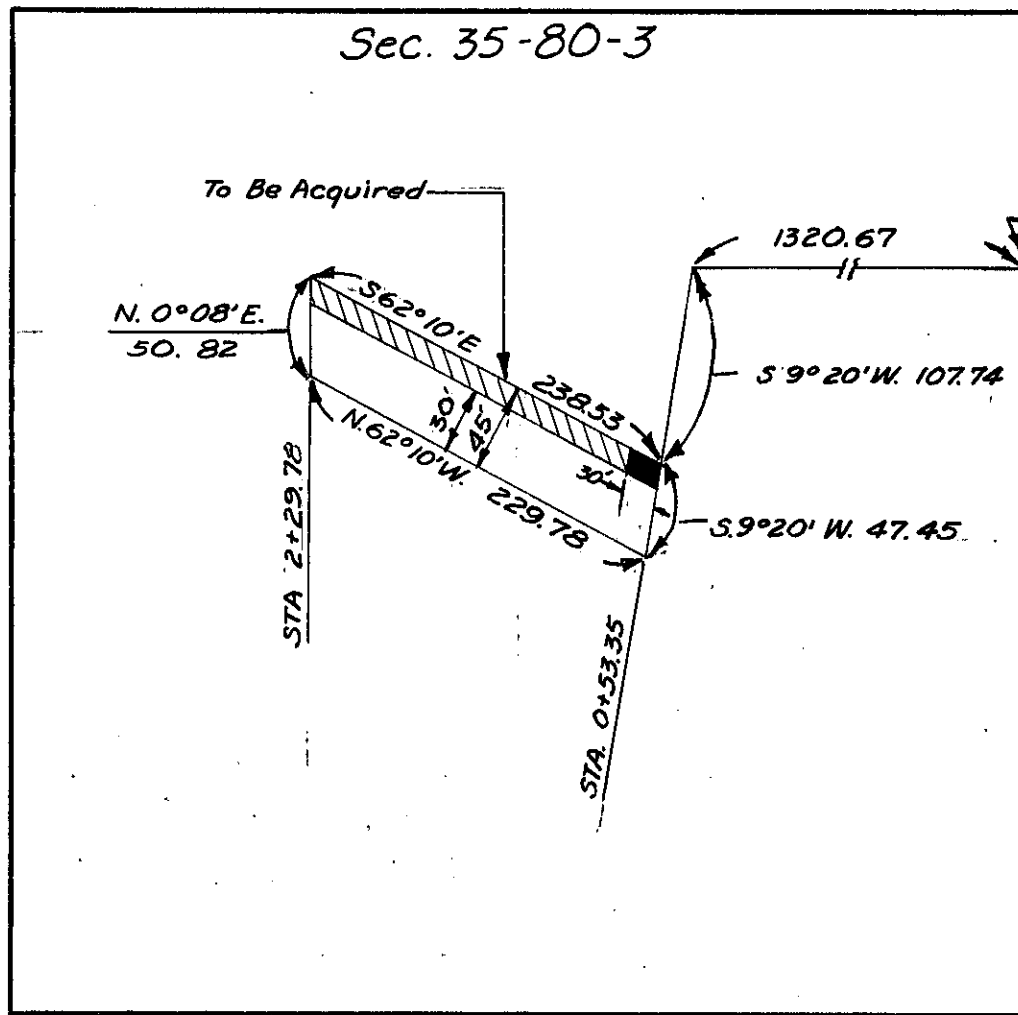 Sec. 35-80-3
To Be Acquired
1320.67
N. 0°08'E.
50.82
S.62°10'E
238.53
S 9°20'W. 107.74
30'
45'
N.62°10'W. 229.78
30'
S.9°20' W. 47.45
STA 2+29.78
STA. 0+53.35